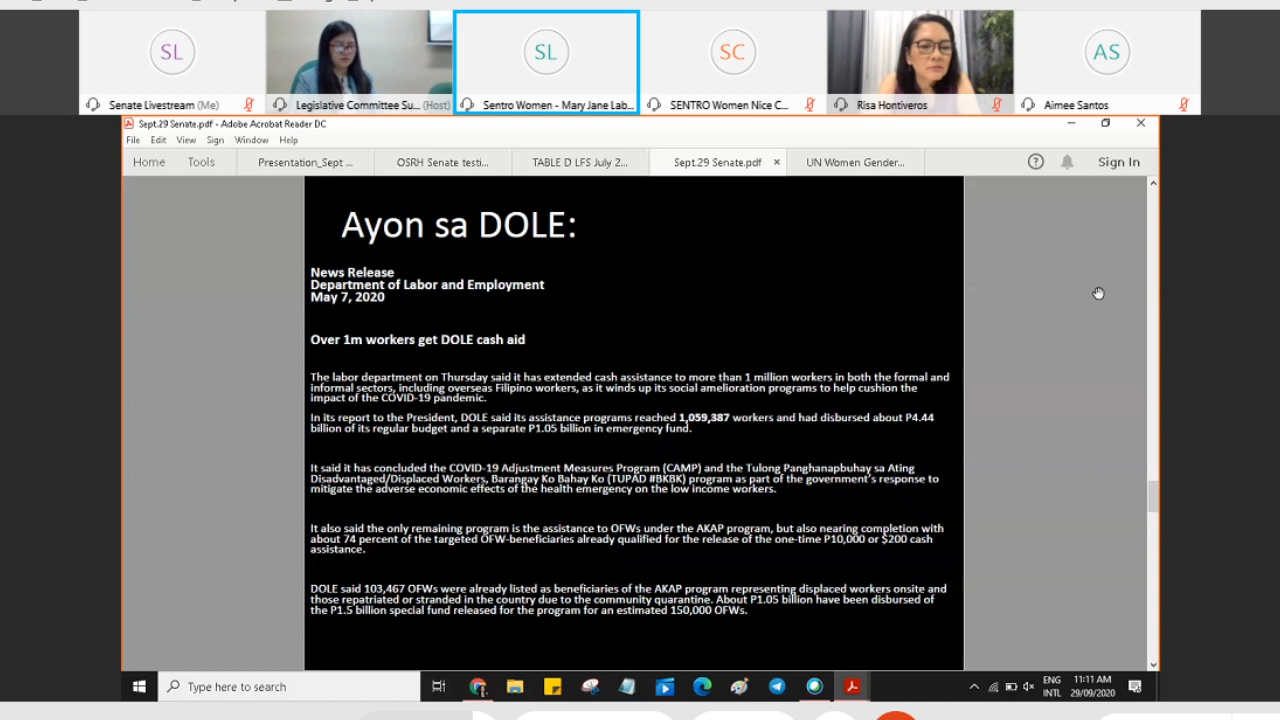 SL
SL
SC
AS
Senate Livestream (Me)
Legislative Committee Su... (Host)
Sentro Women - Mary Jane Lab...
SENTRO Women Nice C...
Risa Hontiveros
Aimee Santos
Sept.29 Senate.pdf - Adobe Acrobat Reader DC
File Edit View Sign Window Help
Home Tools Presentation_Sept ... OSRH Senate testi... TABLE D LFS July 2... Sept.29 Senate.pdf × UN Women Gender... Sign In
Ayon sa DOLE:
News Release
Department of Labor and Employment
May 7, 2020
Over 1m workers get DOLE cash aid
The labor department on Thursday said it has extended cash assistance to more than 1 million workers in both the formal and
informal sectors, including overseas Filipino workers, as it winds up its social amelioration programs to help cushion the
impact of the COVID-19 pandemic.
In its report to the President, DOLE said its assistance programs reached 1,059,387 workers and had disbursed about P4.44
billion of its regular budget and a separate P1.05 billion in emergency fund.
It said it has concluded the COVID-19 Adjustment Measures Program (CAMP) and the Tulong Panghanapbuhay sa Ating
Disadvantaged/Displaced Workers, Barangay Ko Bahay Ko (TUPAD #BKBK) program as part of the government's response to
mitigate the adverse economic effects of the health emergency on the low income workers.
It also said the only remaining program is the assistance to OFWs under the AKAP program, but also nearing completion with
about 74 percent of the targeted OFW-beneficiaries already qualified for the release of the one-time P10,000 or $200 cash
assistance.
DOLE said 103,467 OFWs were already listed as beneficiaries of the AKAP program representing displaced workers onsite and
those repatriated or stranded in the country due to the community quarantine. About P1.05 billion have been disbursed of
the P1.5 billion special fund released for the program for an estimated 150,000 OFWs.
Type here to search
ENG
INTL
11:11 AM
29/09/2020